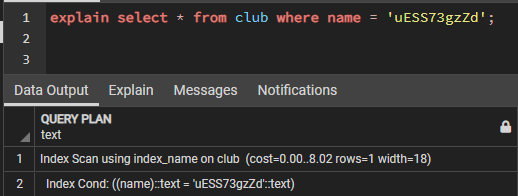 1 explain select * from club where name = 'uESS73gzZd';
2
3
Data Output Explain Messages Notifications
QUERY PLAN
text
1 Index Scan using index_name on club (cost=0.00..8.02 rows=1 width=18)
2 Index Cond: ((name)::text = 'uESS73gzZd'::text)